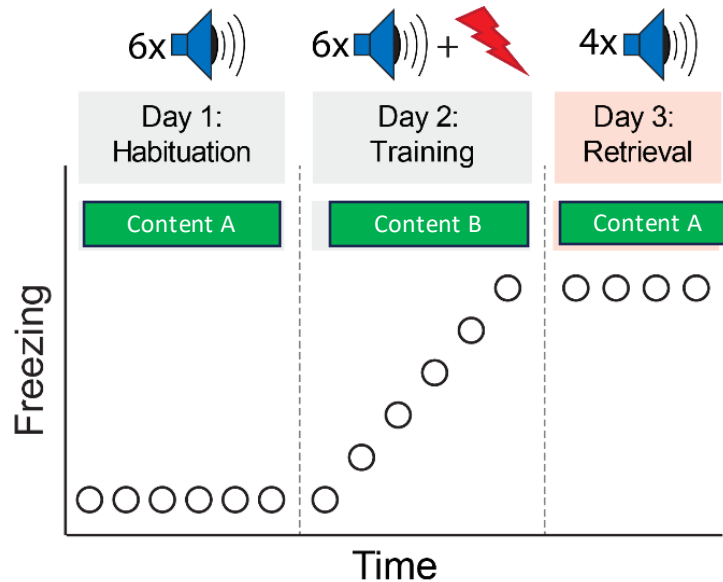 6x
6x
+
4x
Day 1:
Habituation
Day 2:
Training
Day 3:
Retrieval
Content A
Content B
Content A
Freezing
Time